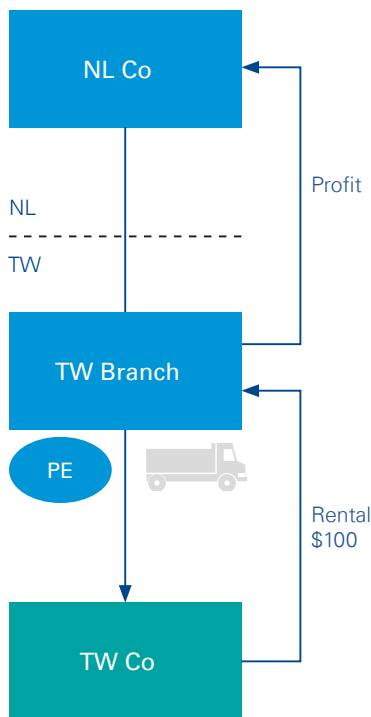 NL Co
Profit
NL
TW
TW Branch
PE
Rental
$100
TW Co